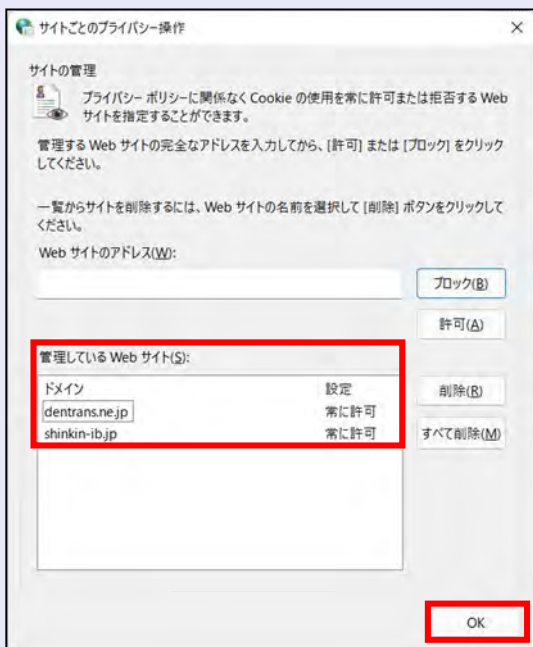 サイトごとのプライバシー操作
サイトの管理
プライバシー ポリシーに関係なく Cookie の使用を常に許可または拒否する Web
サイトを指定することができます。
管理する Web サイトの完全なアドレスを入力してから、[許可] または [ブロック] をクリック
してください。
一覧からサイトを削除するには、Web サイトの名前を選択して [削除] ボタンをクリックして
ください。
Web サイトのアドレス(W):
ブロック(B)
許可(A)
管理している Web サイト(S):
ドメイン 設定
dentrans.ne.jp 常に許可
shinkin-ib.jp 常に許可
削除(R)
すべて削除(M)
OK